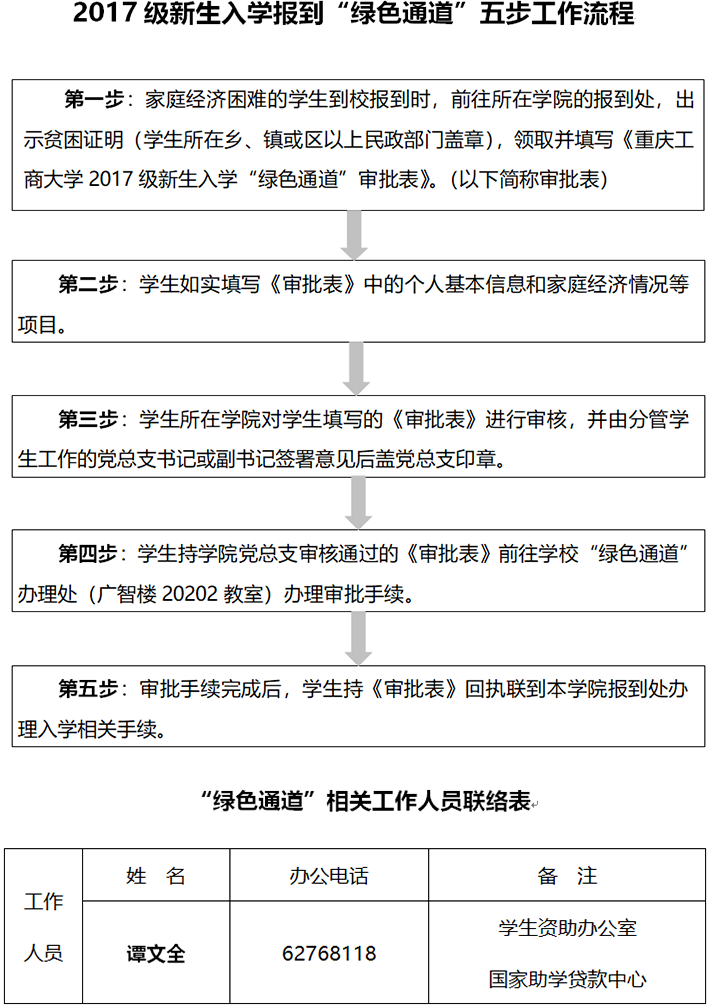 2017 级新生入学报到“绿色通道”五步工作流程
第一步：家庭经济困难的学生到校报到时，前往所在学院的报到处，出
示贫困证明（学生所在乡、镇或区以上民政部门盖章），领取并填写《重庆工
商大学 2017 级新生入学“绿色通道”审批表》。（以下简称审批表）
第二步：学生如实填写《审批表》中的个人基本信息和家庭经济情况等
项目。
第三步：学生所在学院对学生填写的《审批表》进行审核，并由分管学
生工作的党总支书记或副书记签署意见后盖党总支印章。
第四步：学生持学院党总支审核通过的《审批表》前往学校“绿色通道”
办理处（广智楼 20202 教室）办理审批手续。
第五步：审批手续完成后，学生持《审批表》回执联到本学院报到处办
理入学相关手续。
“绿色通道”相关工作人员联络表
工作
人员
姓 名
办公电话
备 注
谭文全
62768118
学生资助办公室
国家助学贷款中心